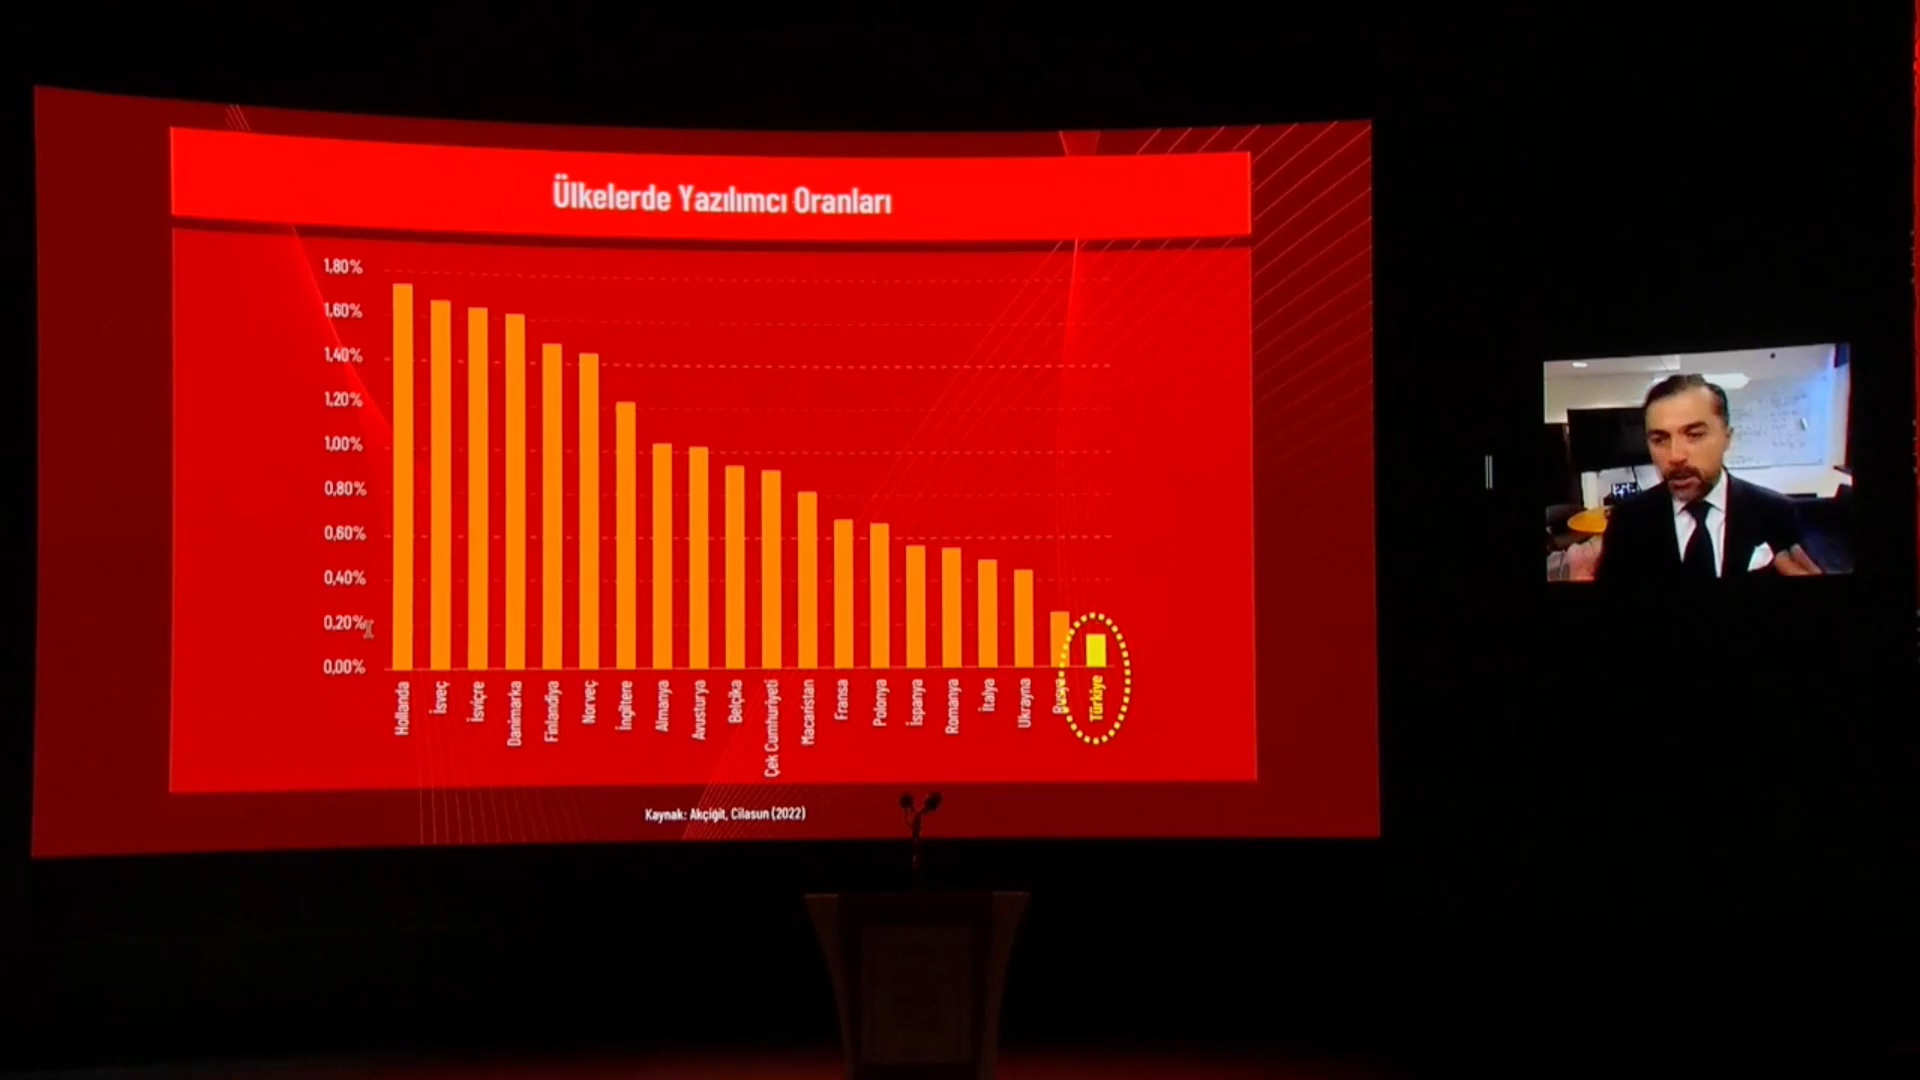 Ülkelerde Yazılımcı Oranları
1,80%
1,60%
1,40%
1,20%
1,00%
0,80%
0,60%
0,40%
0,20%
0,00%
Hollanda
İsveç
İsviçre
Danimarka
Finlandiya
Norveç
İngiltere
Almanya
Avusturya
Belçika
Çek Cumhuriyeti
Macaristan
Fransa
Polonya
İspanya
Romanya
İtalya
Ukrayna
Rusya
Türkiye
Kaynak: Akçiğit, Cilasun (2022)